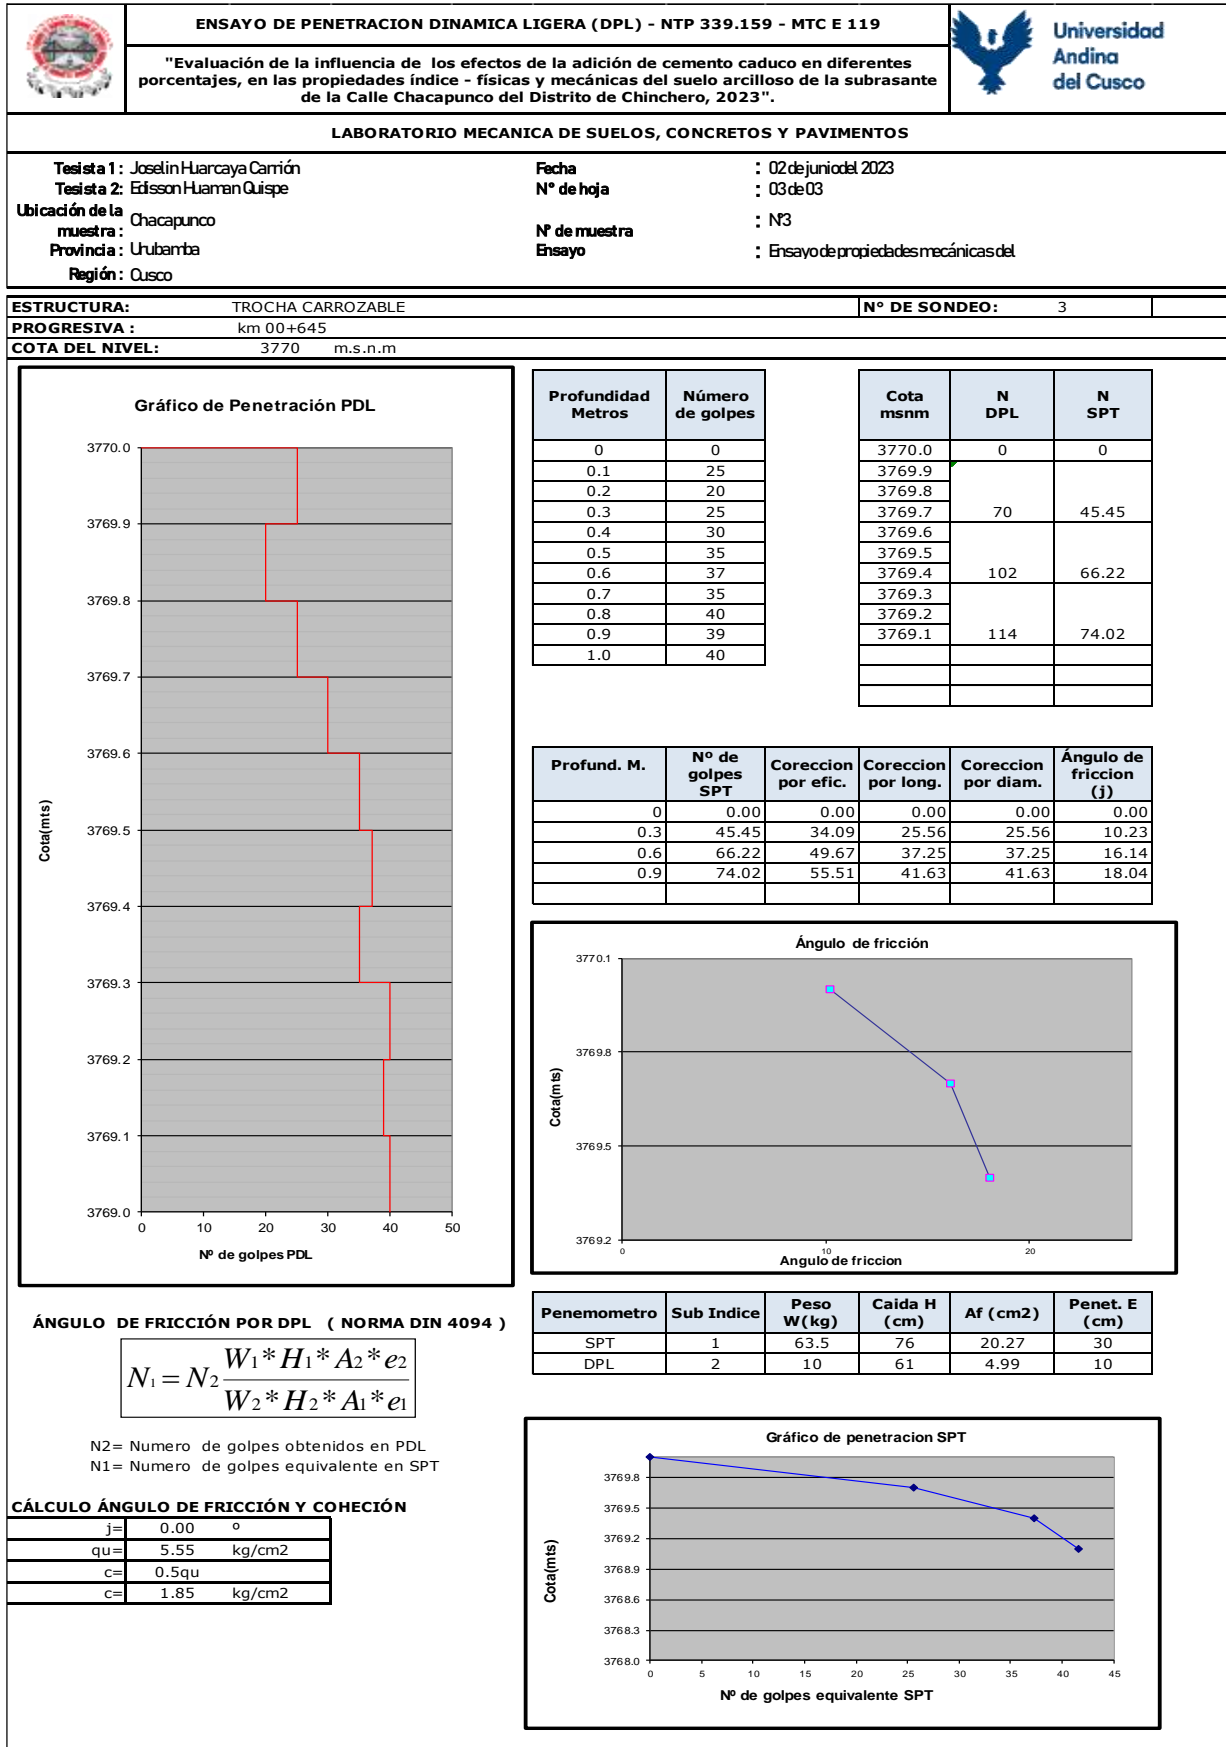 ENSAYO DE PENETRACION DINAMICA LIGERA (DPL) - NTP 339.159 - MTC E 119
"Evaluación de la influencia de los efectos de la adición de cemento caduco en diferentes
porcentajes, en las propiedades índice - físicas y mecánicas del suelo arcilloso de la subrasante
de la Calle Chacapunco del Distrito de Chinchero, 2023".
Universidad
Andina
del Cusco
LABORATORIO MECANICA DE SUELOS, CONCRETOS Y PAVIMENTOS
Tesista 1: Joselin Huarcaya Carrión Fecha : 02 de junio del 2023
Tesista 2: Edisson Huaman Quispe N° de hoja : 03 de 03
Ubicación de la muestra : Chacapunco N° de muestra : N°3
Provincia : Urubamba Ensayo : Ensayo de propiedades mecánicas del
Región : Cusco
ESTRUCTURA: TROCHA CARROZABLE Nº DE SONDEO: 3
PROGRESIVA : km 00+645
COTA DEL NIVEL: 3770 m.s.n.m
Gráfico de Penetración PDL
3770.0
3769.9
3769.8
3769.7
3769.6
3769.5
3769.4
3769.3
3769.2
3769.1
3769.0
0 10 20 30 40 50
Cota(mts)
Nº de golpes PDL
Profundidad Metros Número de golpes
0 0
0.1 25
0.2 20
0.3 25
0.4 30
0.5 35
0.6 37
0.7 35
0.8 40
0.9 39
1.0 40
Cota msnm N DPL N SPT
3770.0 0 0
3769.9
3769.8
3769.7 70 45.45
3769.6
3769.5
3769.4 102 66.22
3769.3
3769.2
3769.1 114 74.02
Profund. M. Nº de golpes SPT Coreccion por efic. Coreccion por long. Coreccion por diam. Ángulo de friccion (j)
0 0.00 0.00 0.00 0.00 0.00
0.3 45.45 34.09 25.56 25.56 10.23
0.6 66.22 49.67 37.25 37.25 16.14
0.9 74.02 55.51 41.63 41.63 18.04
Ángulo de fricción
3770.1
3769.8
3769.5
3769.2
0 10 20
Cota(mts)
Angulo de friccion
Penemometro Sub Indice Peso W(kg) Caida H (cm) Af (cm2) Penet. E (cm)
SPT 1 63.5 76 20.27 30
DPL 2 10 61 4.99 10
ÁNGULO DE FRICCIÓN POR DPL ( NORMA DIN 4094 )
N1 = N2 W1 * H1 * A2 * e2
W2 * H2 * A1 * e1
N2= Numero de golpes obtenidos en PDL
N1= Numero de golpes equivalente en SPT
CÁLCULO ÁNGULO DE FRICCIÓN Y COHECIÓN
j= 0.00 º
qu= 5.55 kg/cm2
c= 0.5qu
c= 1.85 kg/cm2
Gráfico de penetracion SPT
3769.8
3769.5
3769.2
3768.9
3768.6
3768.3
3768.0
0 5 10 15 20 25 30 35 40 45
Cota(mts)
Nº de golpes equivalente SPT